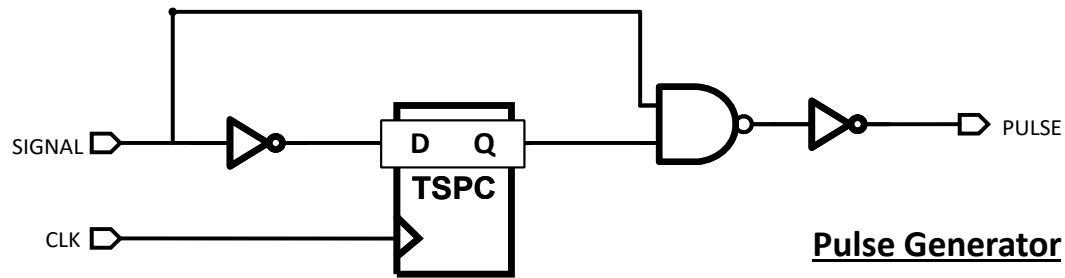 SIGNAL
D Q
TSPC
PULSE
CLK
Pulse Generator